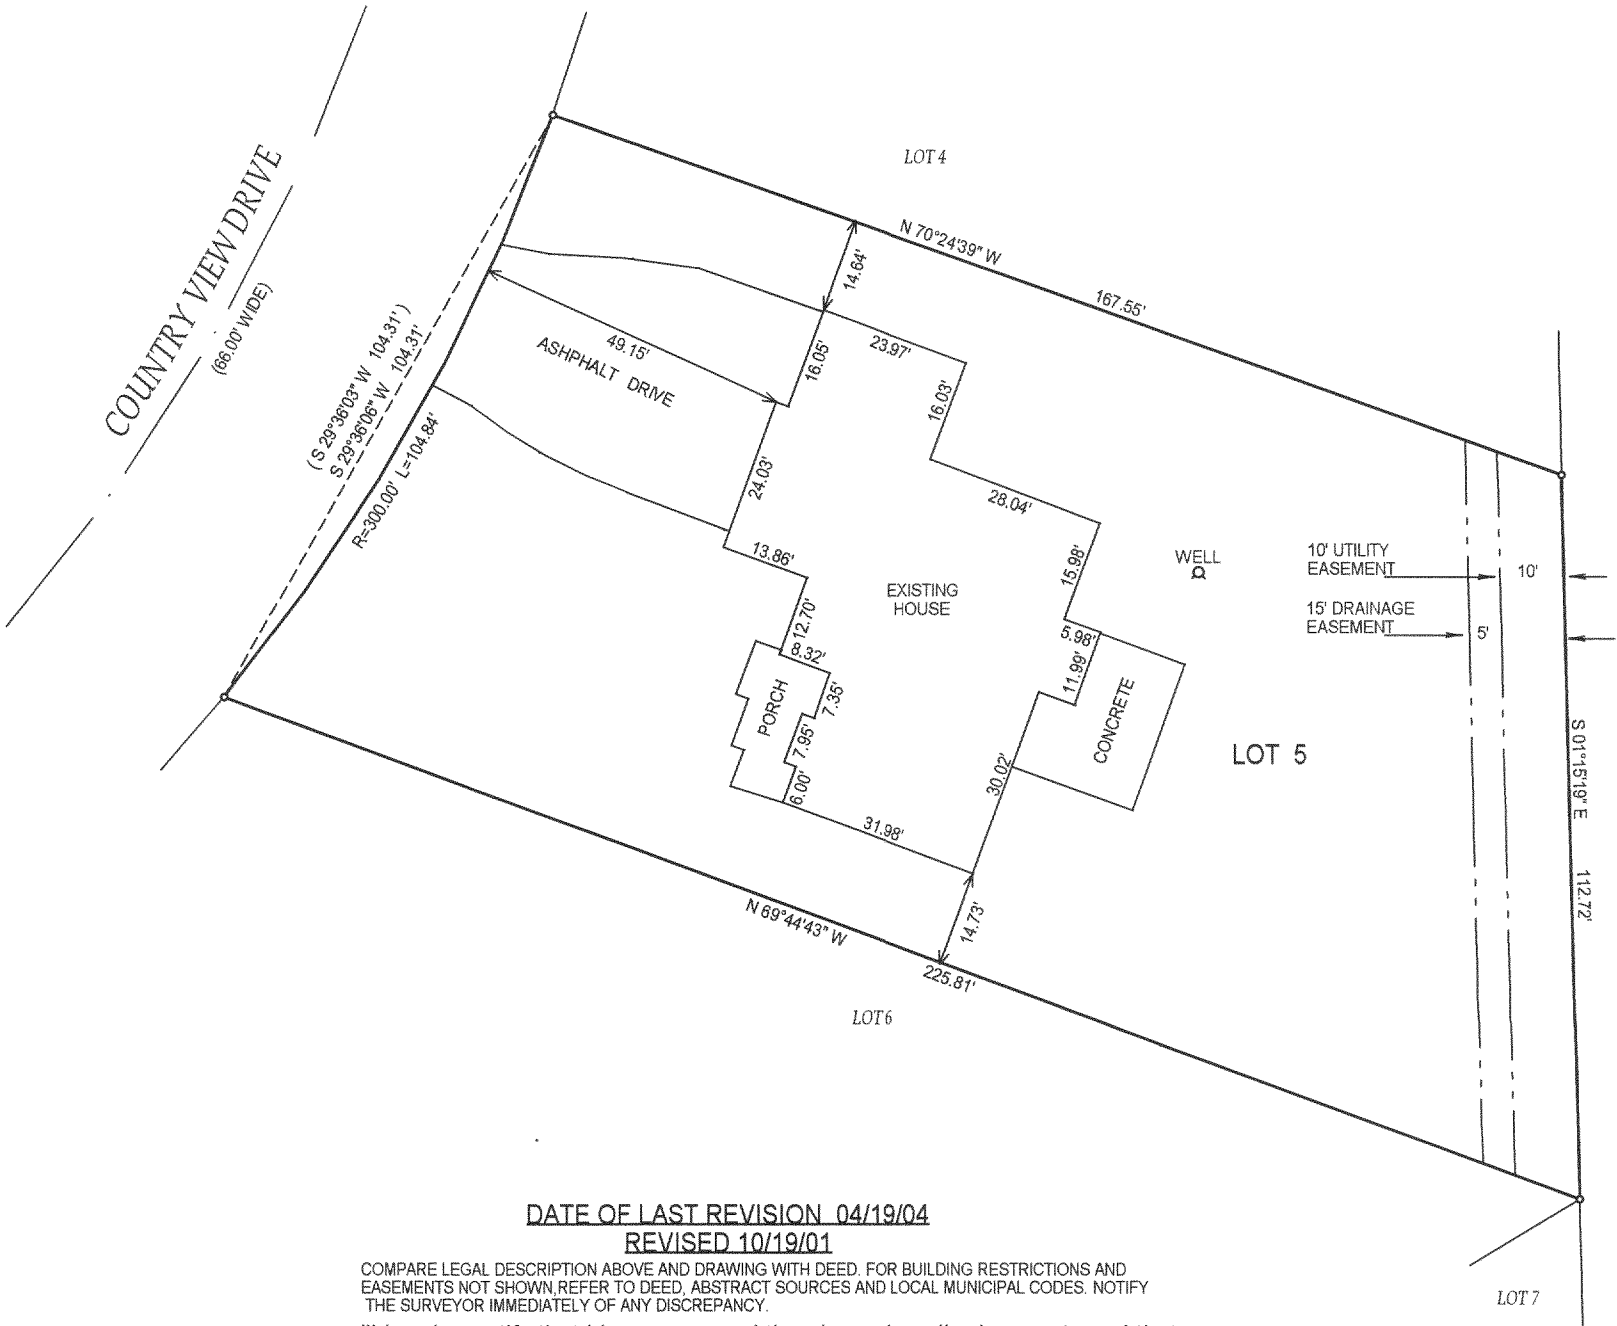 LOT 4
COUNTRY VIEW DRIVE
(66.00' WIDE)
N 70°24'39" W
167.55'
14.64'
(S 29°36'03" W 104.31')
S 29°36'06" W 104.31'
R=300.00' L=104.84'
49.15'
ASHPHALT DRIVE
16.05'
23.97'
16.03'
24.03'
28.04'
13.86'
15.98'
WELL
10' UTILITY
EASEMENT
10'
EXISTING
HOUSE
12.70'
8.32'
15' DRAINAGE
EASEMENT
5'
5.98'
11.99'
PORCH
7.35'
7.95'
6.00'
CONCRETE
30.02'
LOT 5
S 01°15'19" E
112.72'
31.98'
14.73'
N 69°44'43" W
225.81'
LOT 6
DATE OF LAST REVISION 04/19/04
REVISED 10/19/01
COMPARE LEGAL DESCRIPTION ABOVE AND DRAWING WITH DEED. FOR BUILDING RESTRICTIONS AND
EASEMENTS NOT SHOWN,REFER TO DEED, ABSTRACT SOURCES AND LOCAL MUNICIPAL CODES. NOTIFY
THE SURVEYOR IMMEDIATELY OF ANY DISCREPANCY.
LOT 7